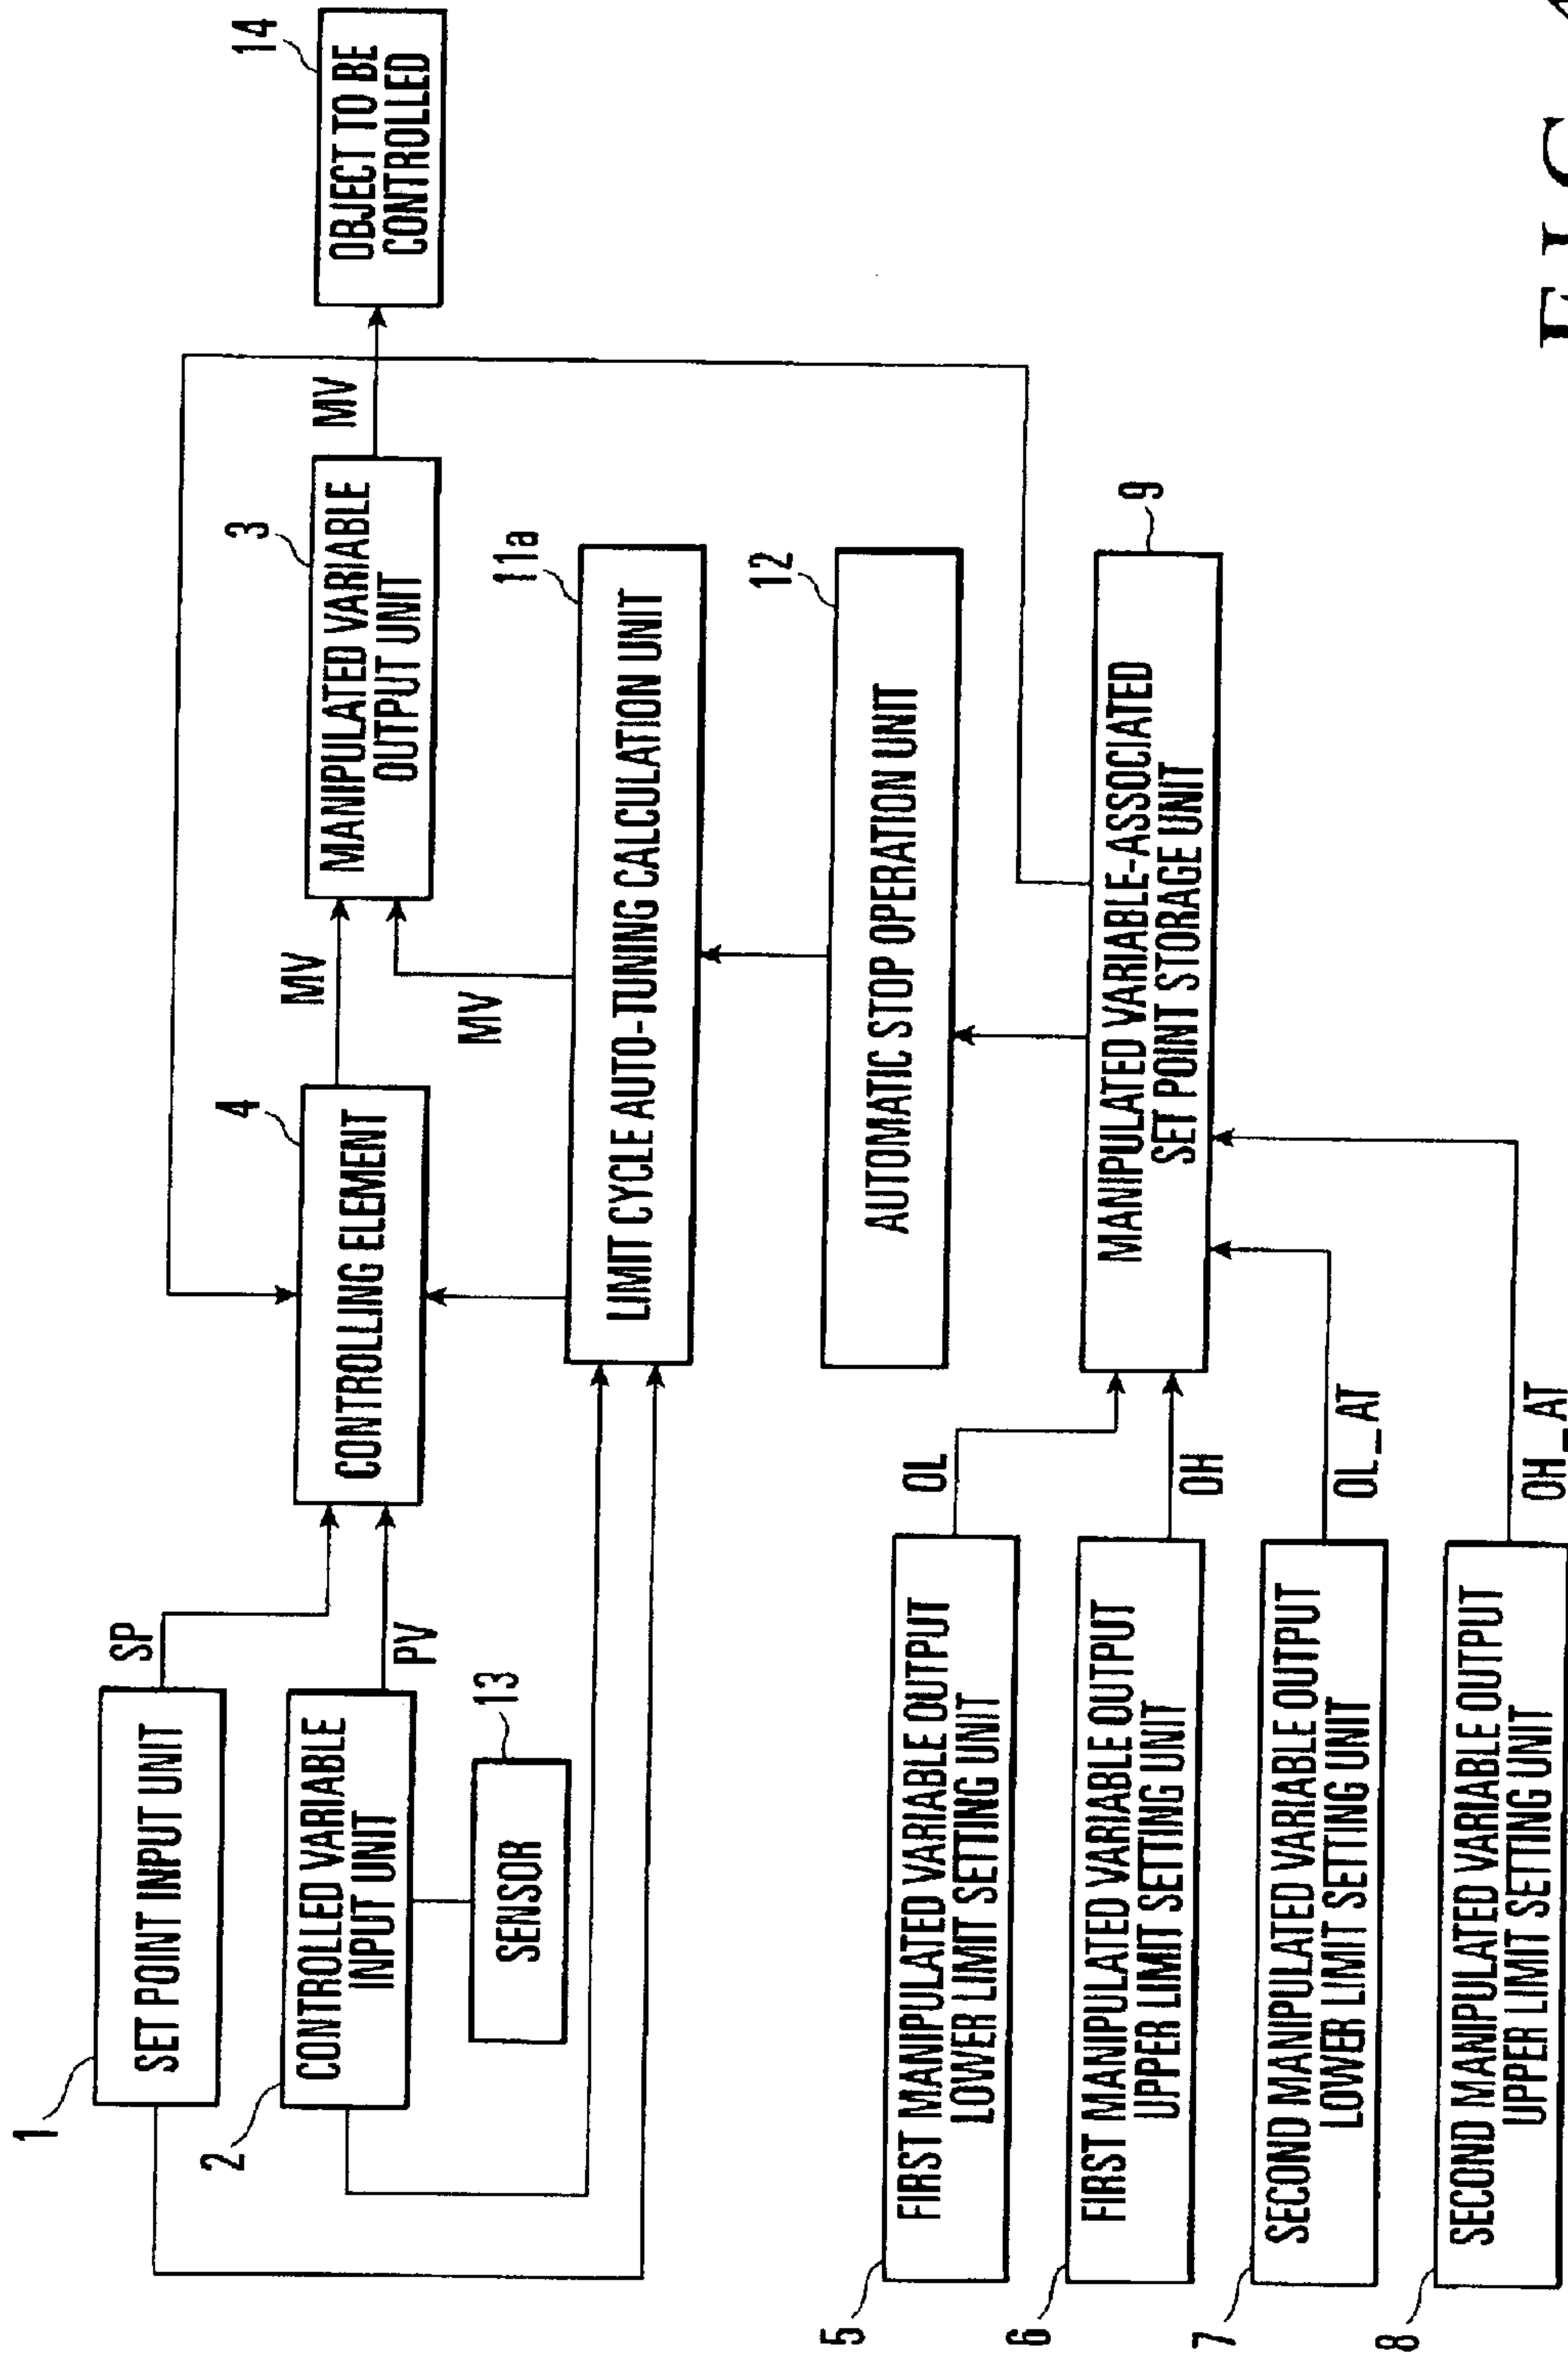 1
SET POINT INPUT UNIT
SP
2
CONTROLLED VARIABLE
INPUT UNIT
PV
SENSOR
13
4
CONTROLLING ELEMENT
MV
3
MANIPULATED VARIABLE
OUTPUT UNIT
MV
14
OBJECT TO BE
CONTROLLED
MV
11a
LIMIT CYCLE AUTO-TUNING CALCULATION UNIT
12
AUTOMATIC STOP OPERATION UNIT
5
FIRST MANIPULATED VARIABLE OUTPUT
LOWER LIMIT SETTING UNIT
OL
6
FIRST MANIPULATED VARIABLE OUTPUT
UPPER LIMIT SETTING UNIT
OH
9
MANIPULATED VARIABLE-ASSOCIATED
SET POINT STORAGE UNIT
7
SECOND MANIPULATED VARIABLE OUTPUT
LOWER LIMIT SETTING UNIT
OL_AT
8
SECOND MANIPULATED VARIABLE OUTPUT
UPPER LIMIT SETTING UNIT
OH_AT